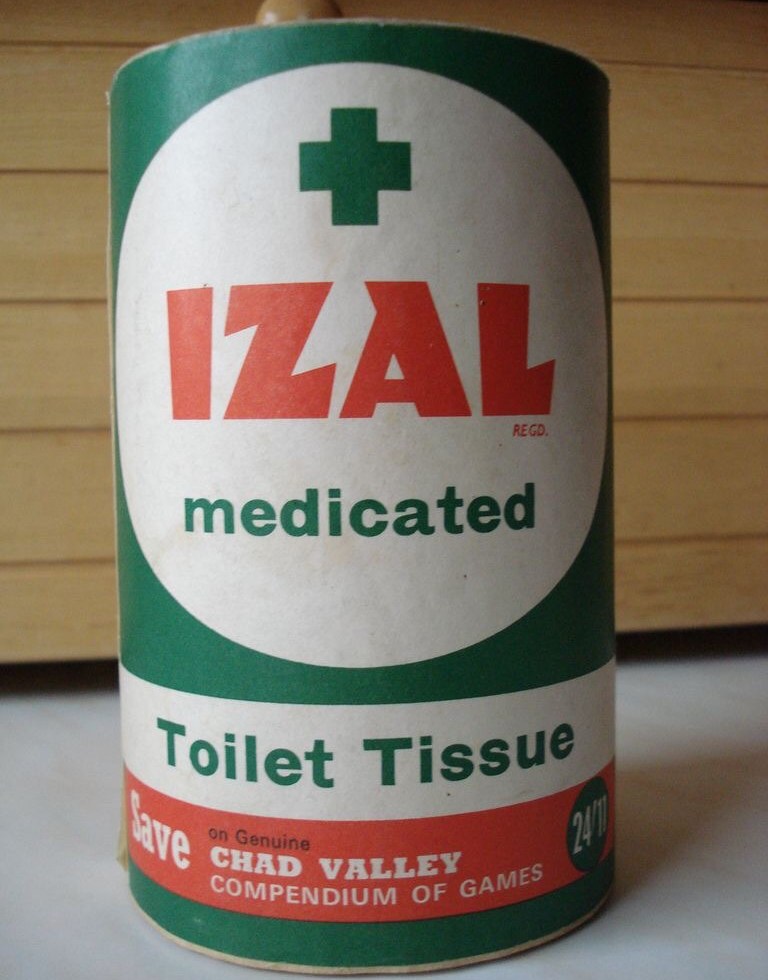 IZAL
REGD.
medicated
Toilet Tissue
Save
on Genuine
CHAD VALLEY
COMPENDIUM OF GAMES
24/11